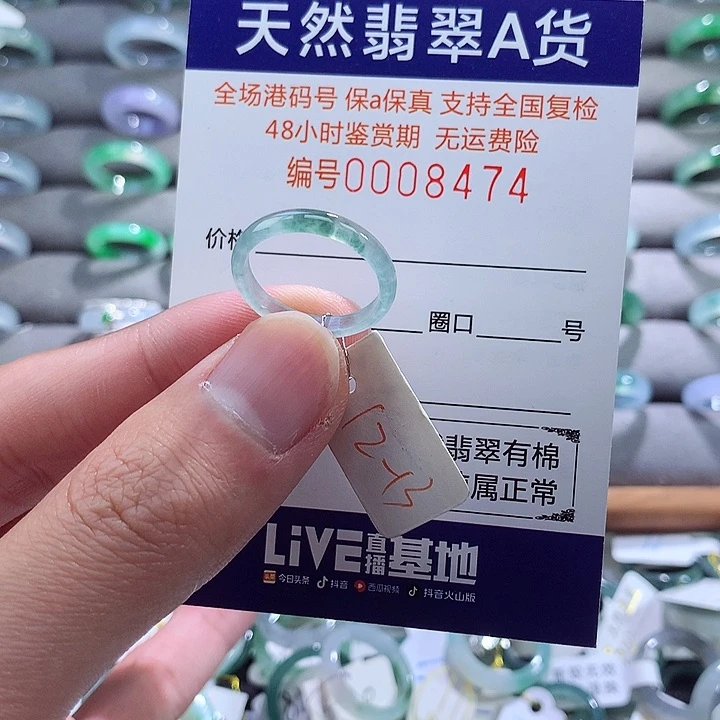 天然翡翠A货
全场港码号 保a保真 支持全国复检
48小时鉴赏期 无运费险
编号0008474
价格
圈口 号
12-13
翡翠有棉
属正常
LiVE直播基地
今日头条 抖音 西瓜视频 抖音火山版